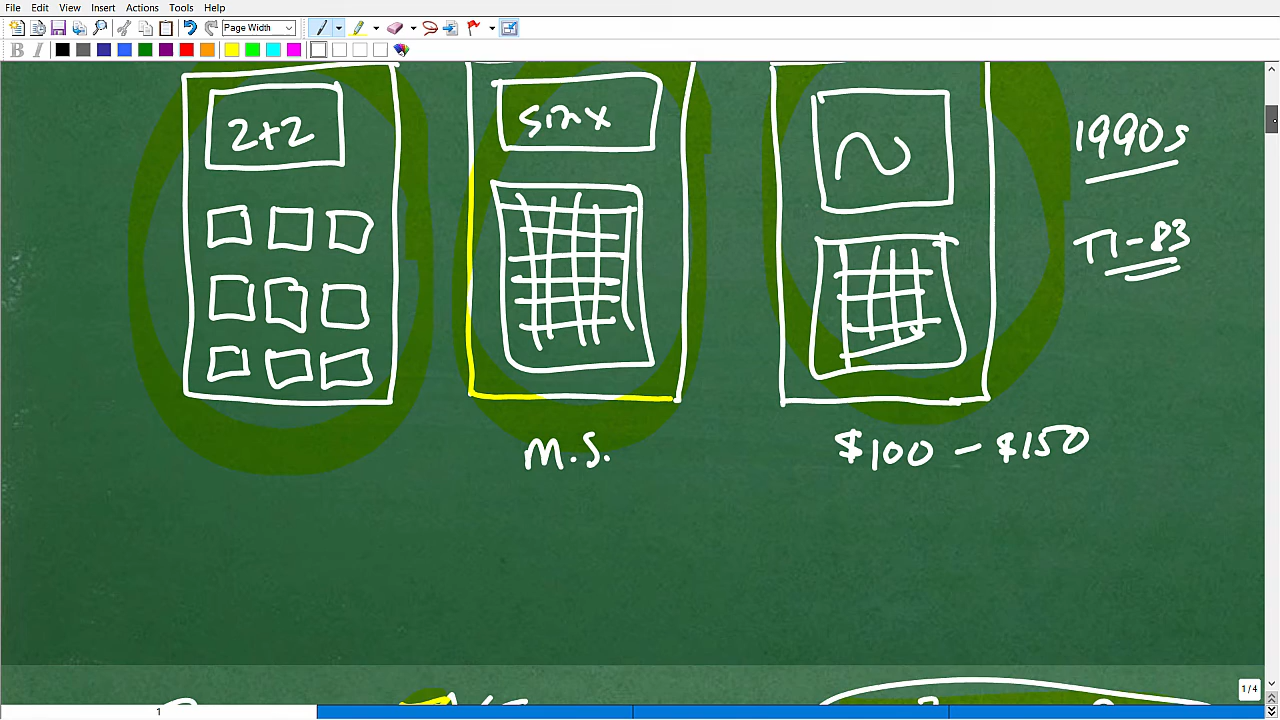 File Edit View Insert Actions Tools Help
Page Width
B I
2+2
sin x
1990s
TI-83
M.S.
$100 - $150
1/4
1